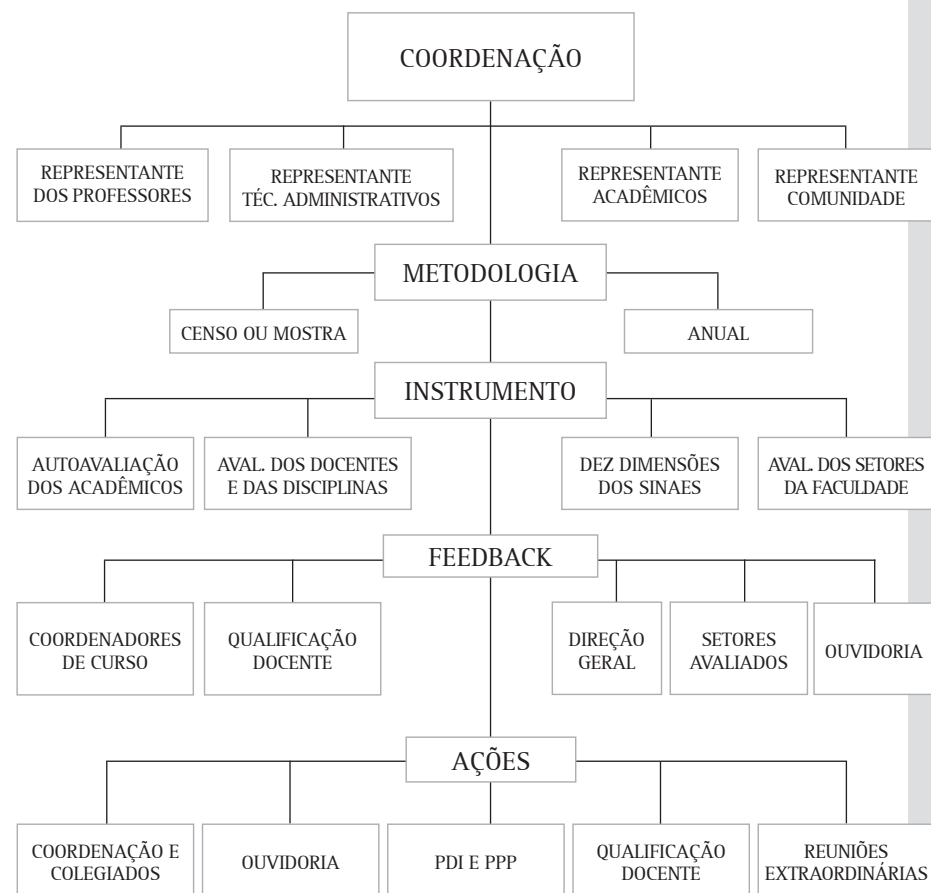 COORDENAÇÃO
REPRESENTANTE
DOS PROFESSORES
REPRESENTANTE
TÉC. ADMINISTRATIVOS
REPRESENTANTE
ACADÊMICOS
REPRESENTANTE
COMUNIDADE
METODOLOGIA
CENSO OU MOSTRA
ANUAL
INSTRUMENTO
AUTOAVALIAÇÃO
DOS ACADÊMICOS
AVAL. DOS DOCENTES
E DAS DISCIPLINAS
DEZ DIMENSÕES
DOS SINAES
AVAL. DOS SETORES
DA FACULDADE
FEEDBACK
COORDENADORES
DE CURSO
QUALIFICAÇÃO
DOCENTE
DIREÇÃO
GERAL
SETORES
AVALIADOS
OUVIDORIA
AÇÕES
COORDENAÇÃO E
COLEGIADOS
OUVIDORIA
PDI E PPP
QUALIFICAÇÃO
DOCENTE
REUNIÕES
EXTRAORDINÁRIAS